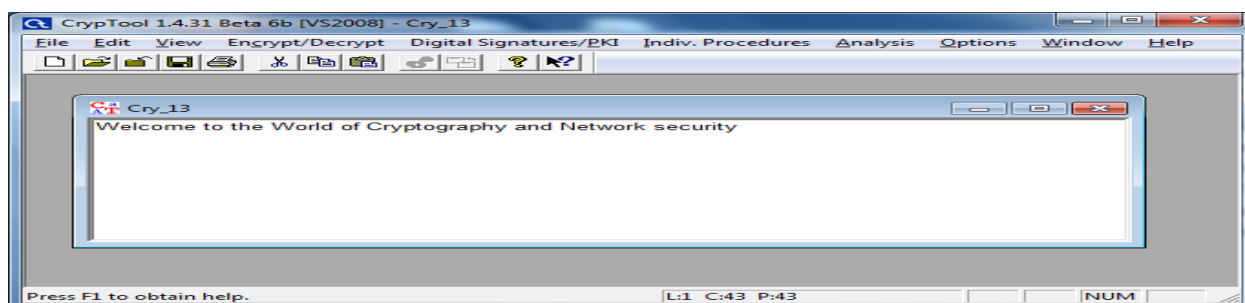 CrypTool 1.4.31 Beta 6b [VS2008] - Cry_13
File Edit View Encrypt/Decrypt Digital Signatures/PKI Indiv. Procedures Analysis Options Window Help
Cry_13
Welcome to the World of Cryptography and Network security
Press F1 to obtain help. L:1 C:43 P:43 NUM